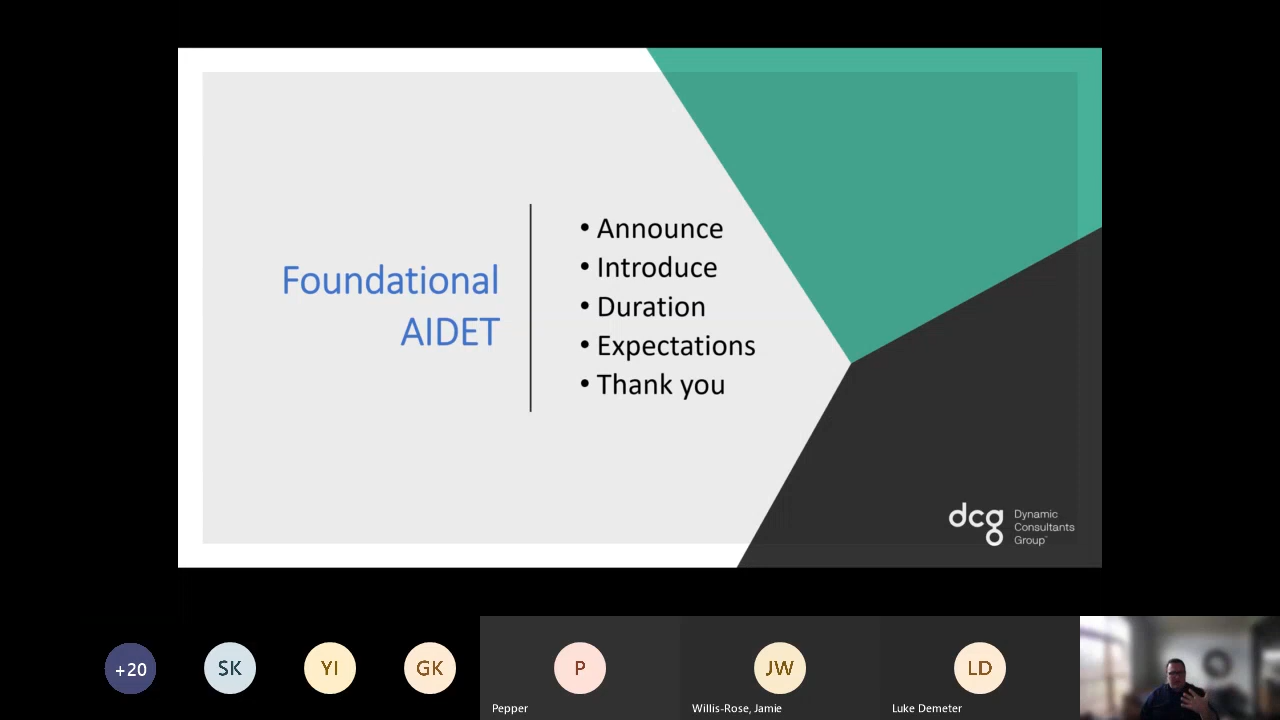 Foundational
AIDET
• Announce
• Introduce
• Duration
• Expectations
• Thank you
dcg
Dynamic
Consultants
Group
+20
SK
YI
GK
P
JW
LD
Pepper
Willis-Rose, Jamie
Luke Demeter